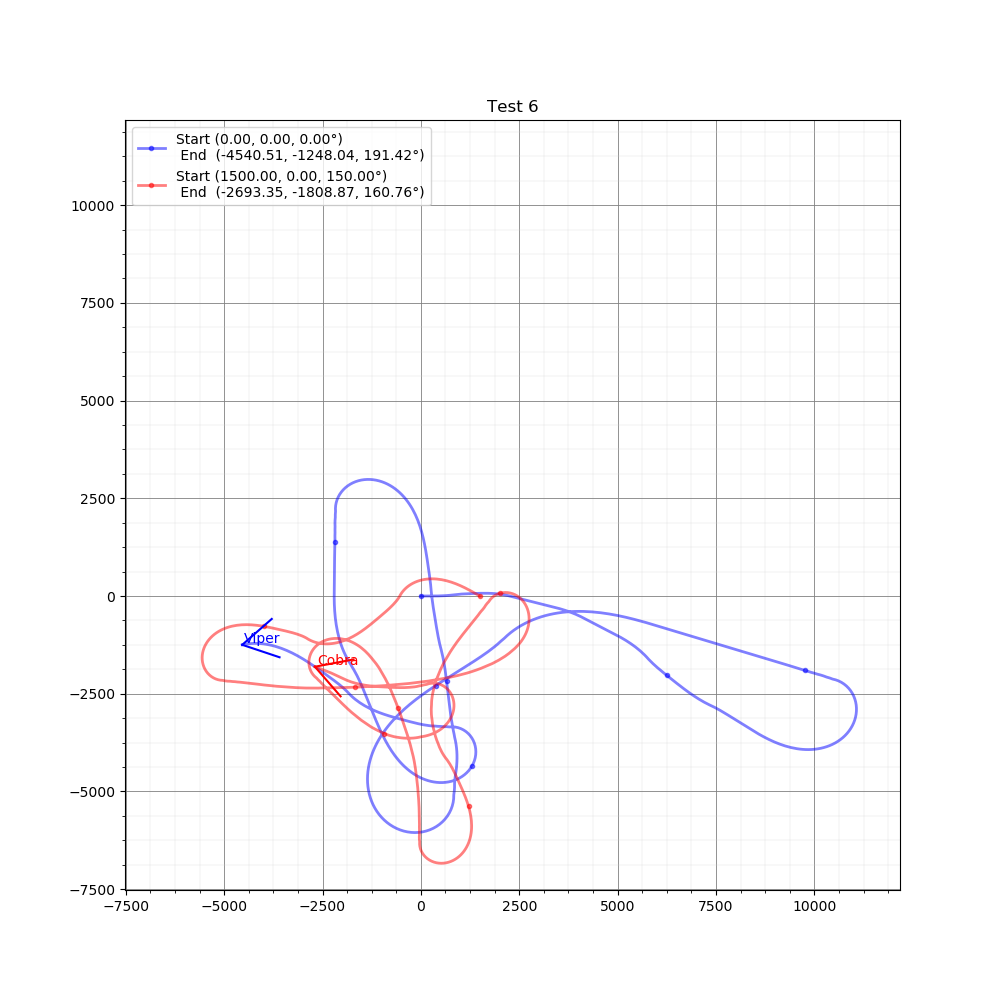 Test 6
Start (0.00, 0.00, 0.00°)
End (-4540.51, -1248.04, 191.42°)
Start (1500.00, 0.00, 150.00°)
End (-2693.35, -1808.87, 160.76°)
10000
7500
5000
2500
0
−2500
−5000
−7500
Viper
Cobra
−7500 −5000 −2500 0 2500 5000 7500 10000